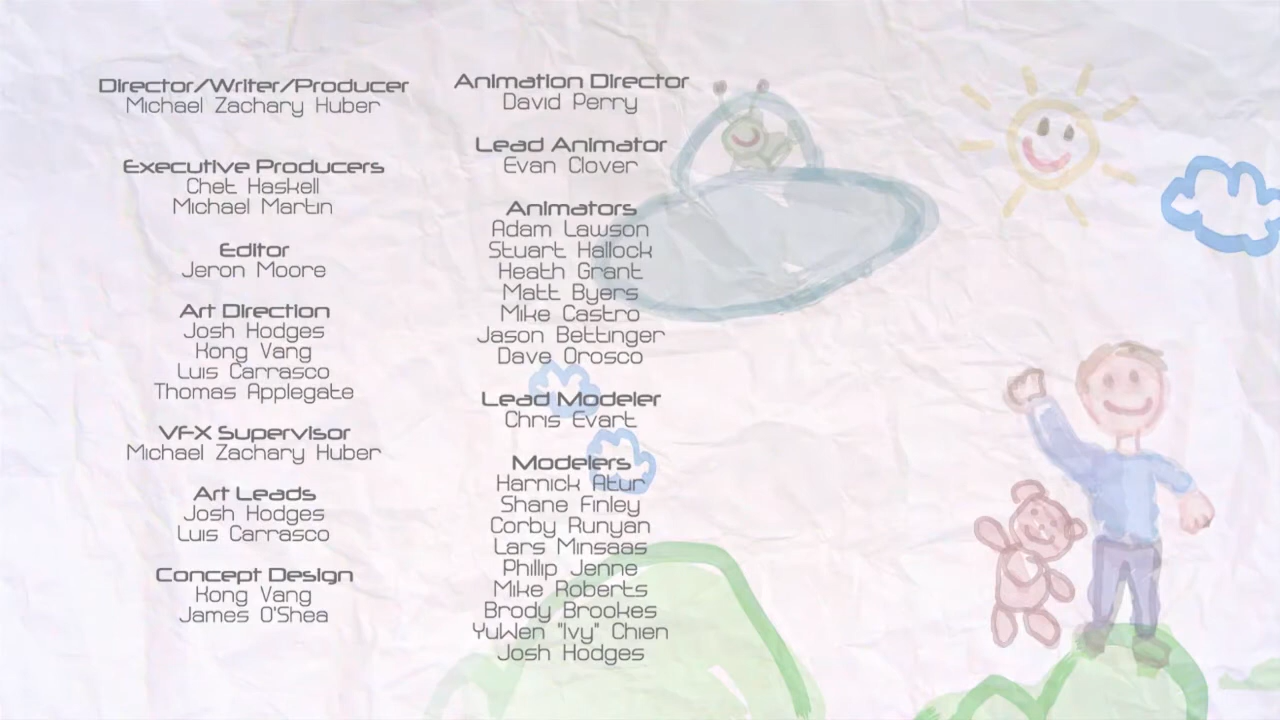 Director/Writer/Producer
Michael Zachary Huber
Executive Producers
Chet Haskell
Michael Martin
Editor
Jeron Moore
Art Direction
Josh Hodges
Kong Vang
Luis Carrasco
Thomas Applegate
VFX Supervisor
Michael Zachary Huber
Art Leads
Josh Hodges
Luis Carrasco
Concept Design
Kong Vang
James O'Shea
Animation Director
David Perry
Lead Animator
Evan Clover
Animators
Adam Lawson
Stuart Hallock
Heath Grant
Matt Byers
Mike Castro
Jason Bettinger
Dave Orosco
Lead Modeler
Chris Evart
Modelers
Harnick Atur
Shane Finley
Corby Runyan
Lars Minsaas
Phillip Jenne
Mike Roberts
Brody Brookes
YuWen "Ivy" Chien
Josh Hodges